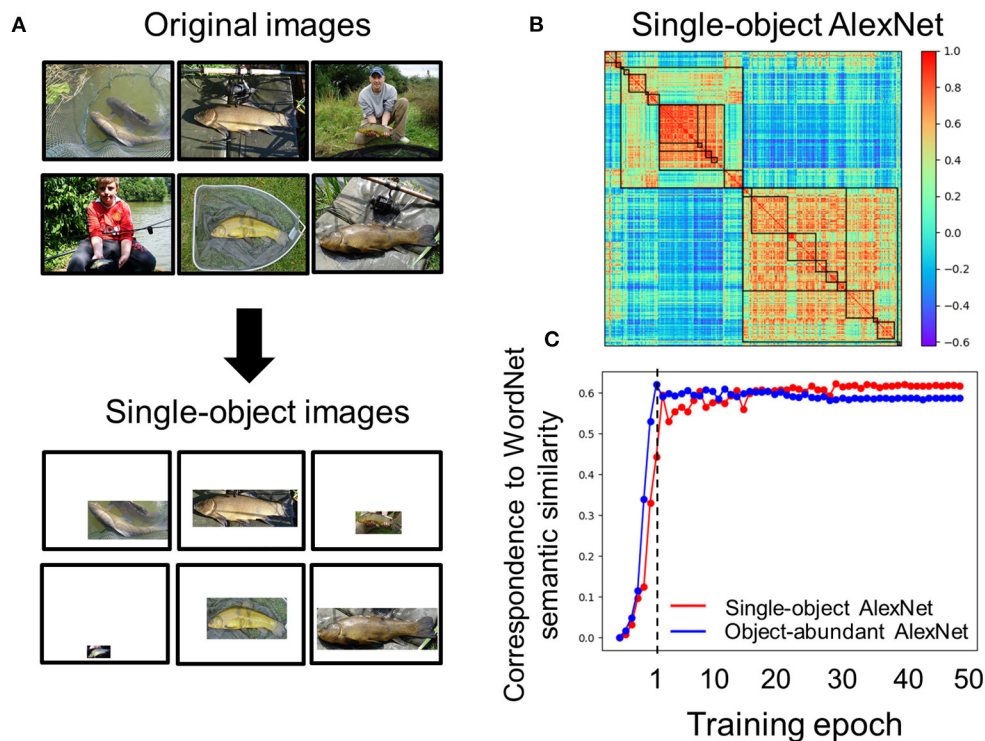 A
Original images
Single-object images
B
Single-object AlexNet
1.0
0.8
0.6
0.4
0.2
0.0
−0.2
−0.4
−0.6
C
Correspondence to WordNet
semantic similarity
0.6
0.5
0.4
0.3
0.2
0.1
0.0
Single-object AlexNet
Object-abundant AlexNet
1 10 20 30 40 50
Training epoch